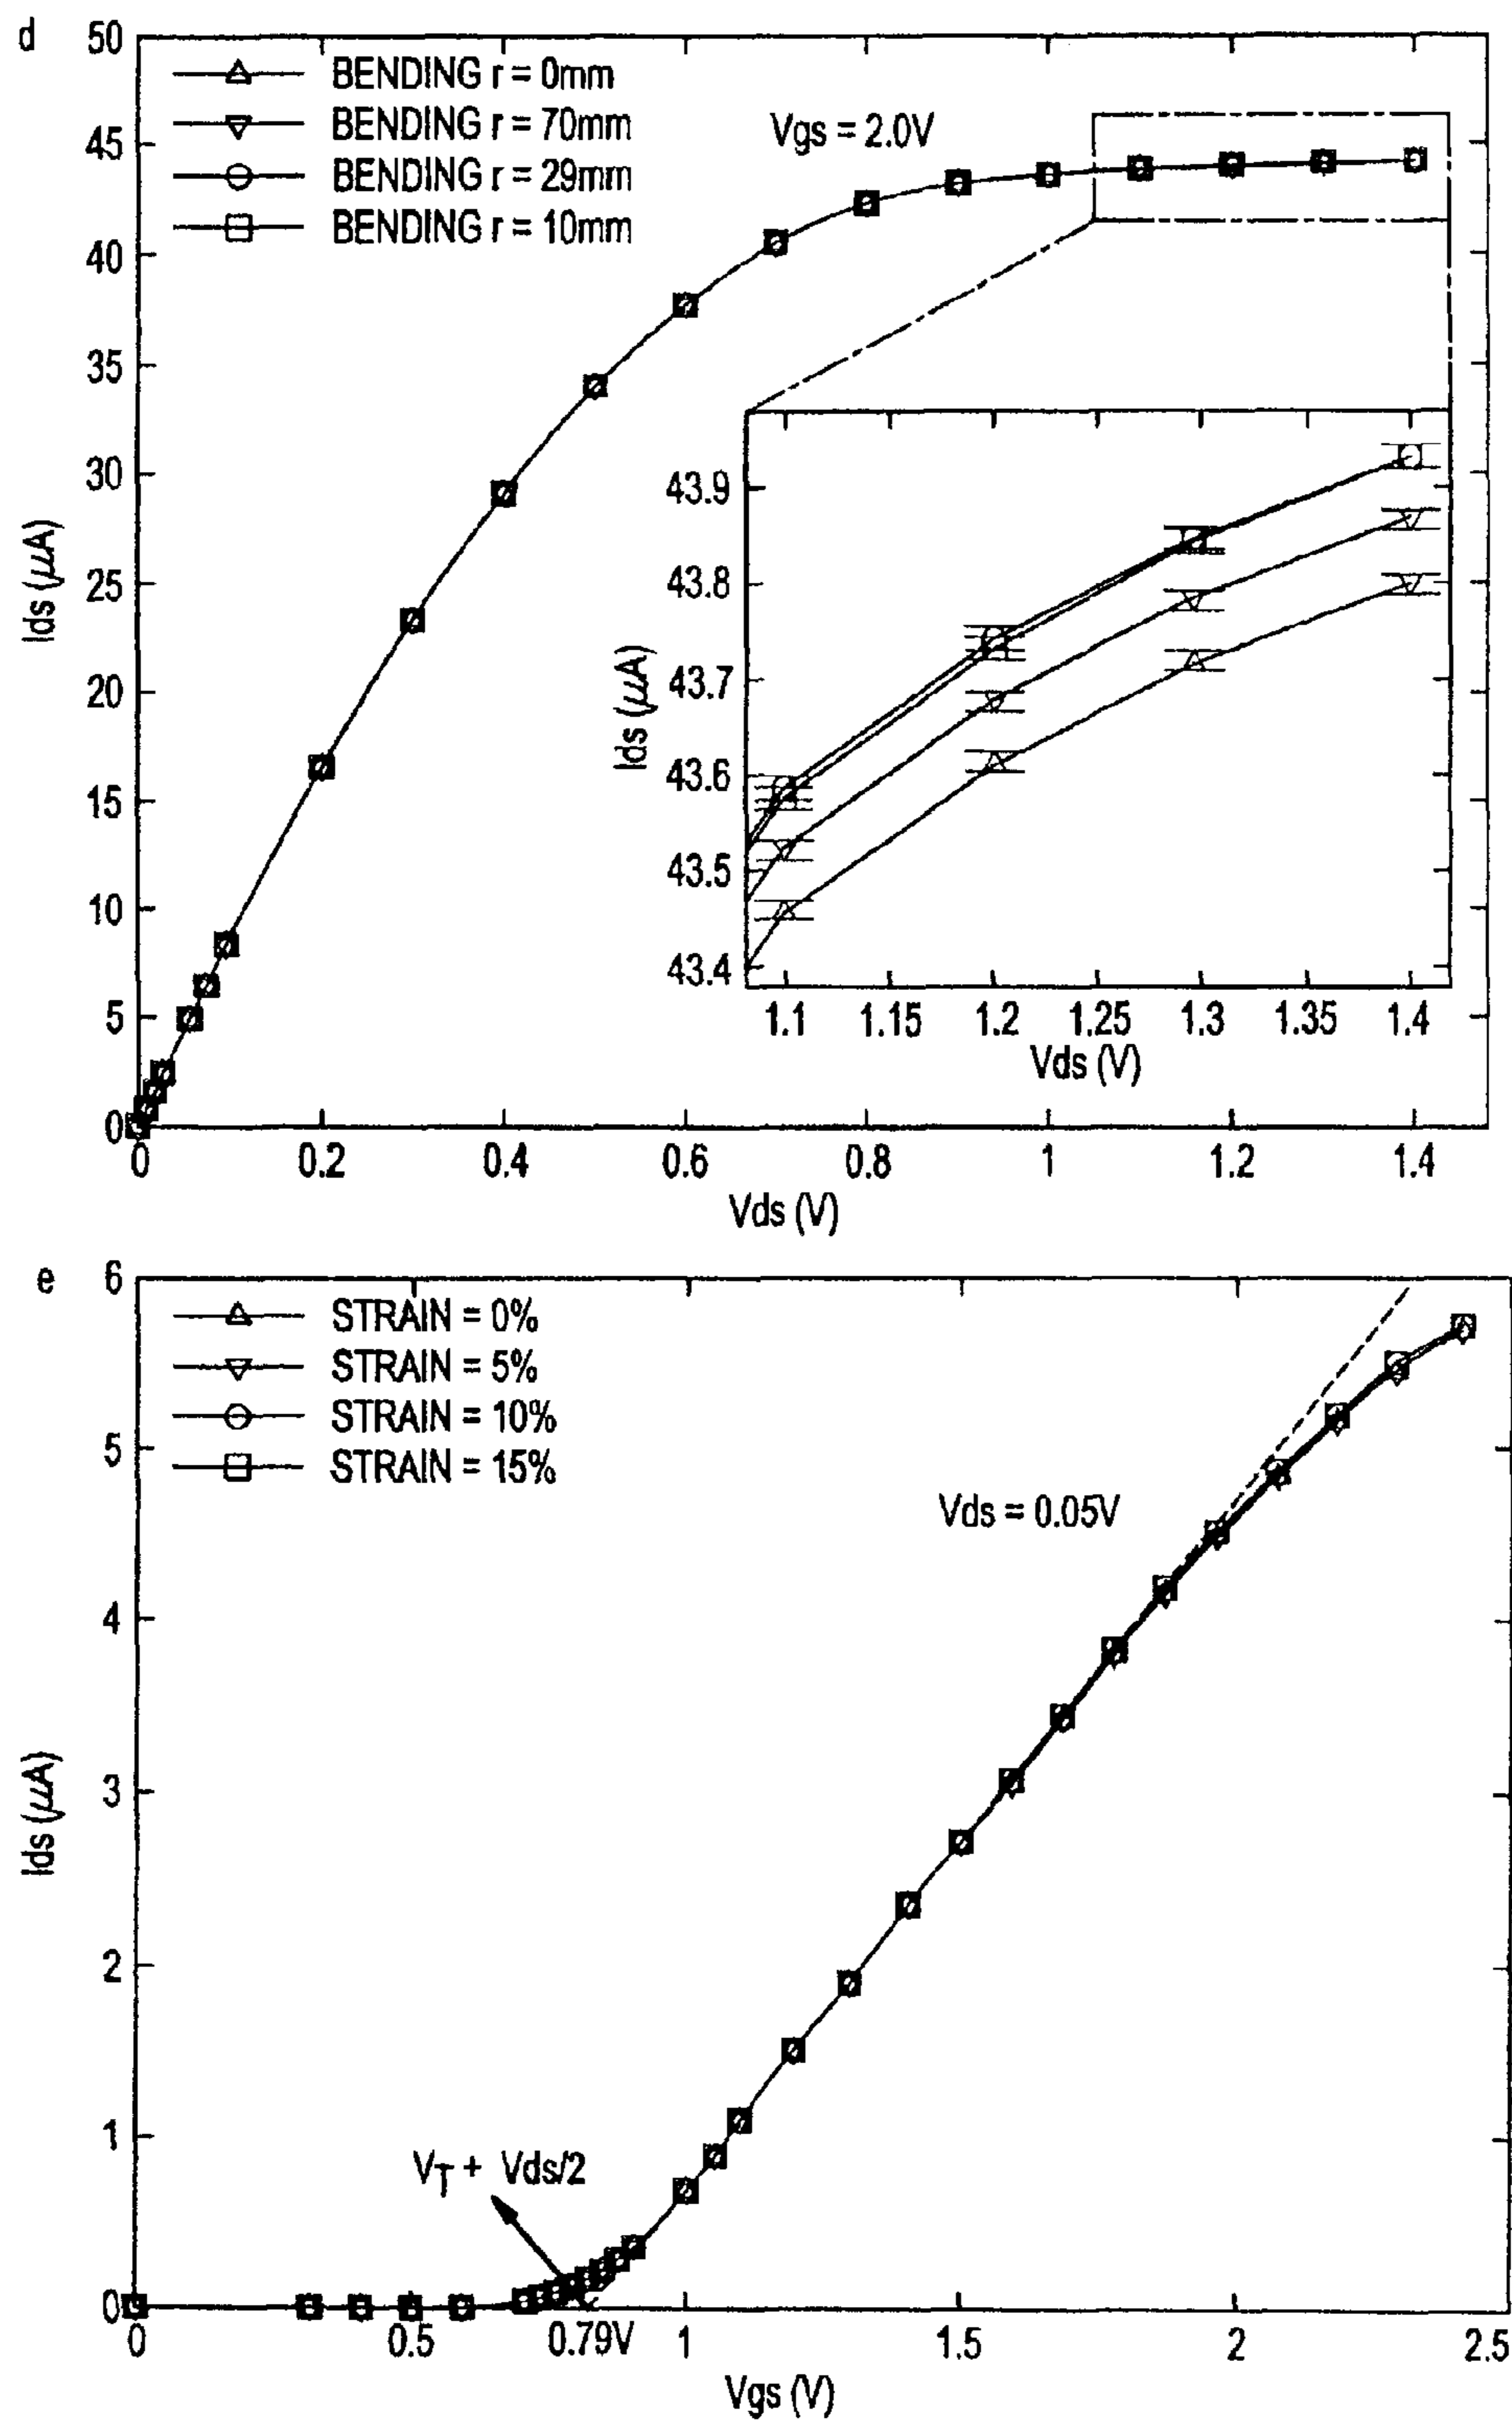 d
50
45
40
35
30
25
20
15
10
5
0
Ids (μA)
BENDING r = 0mm
BENDING r = 70mm
BENDING r = 29mm
BENDING r = 10mm
Vgs = 2.0V
43.9
43.8
43.7
43.6
43.5
43.4
Ids (μA)
1.1 1.15 1.2 1.25 1.3 1.35 1.4
Vds (V)
0 0.2 0.4 0.6 0.8 1 1.2 1.4
Vds (V)
e
6
5
4
3
2
1
0
Ids (μA)
STRAIN = 0%
STRAIN = 5%
STRAIN = 10%
STRAIN = 15%
Vds = 0.05V
VT + Vds/2
0 0.5 0.79V 1 1.5 2 2.5
Vgs (V)